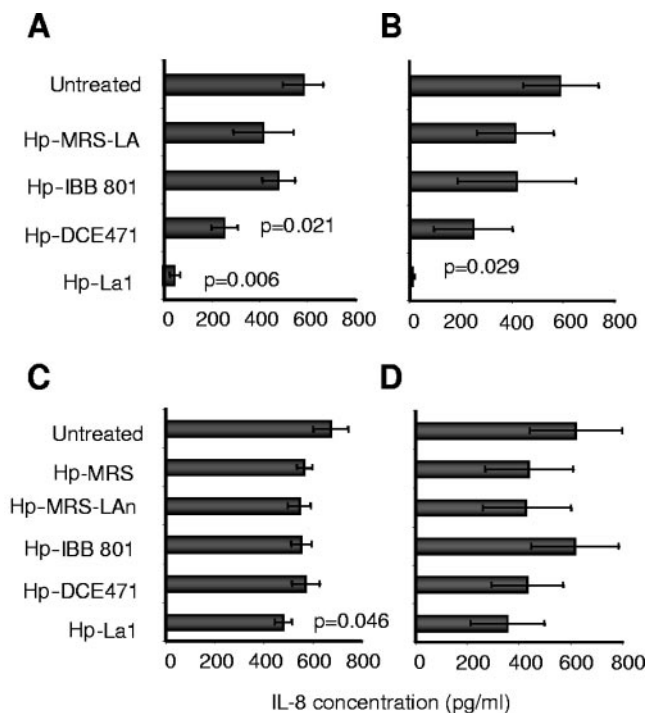 A
B
Untreated
Hp-MRS-LA
Hp-IBB 801
Hp-DCE471
p=0.021
Hp-La1
p=0.006
p=0.029
0 200 400 600 800
0 200 400 600 800
C
D
Untreated
Hp-MRS
Hp-MRS-LAn
Hp-IBB 801
Hp-DCE471
Hp-La1
p=0.046
0 200 400 600 800
0 200 400 600 800
IL-8 concentration (pg/ml)